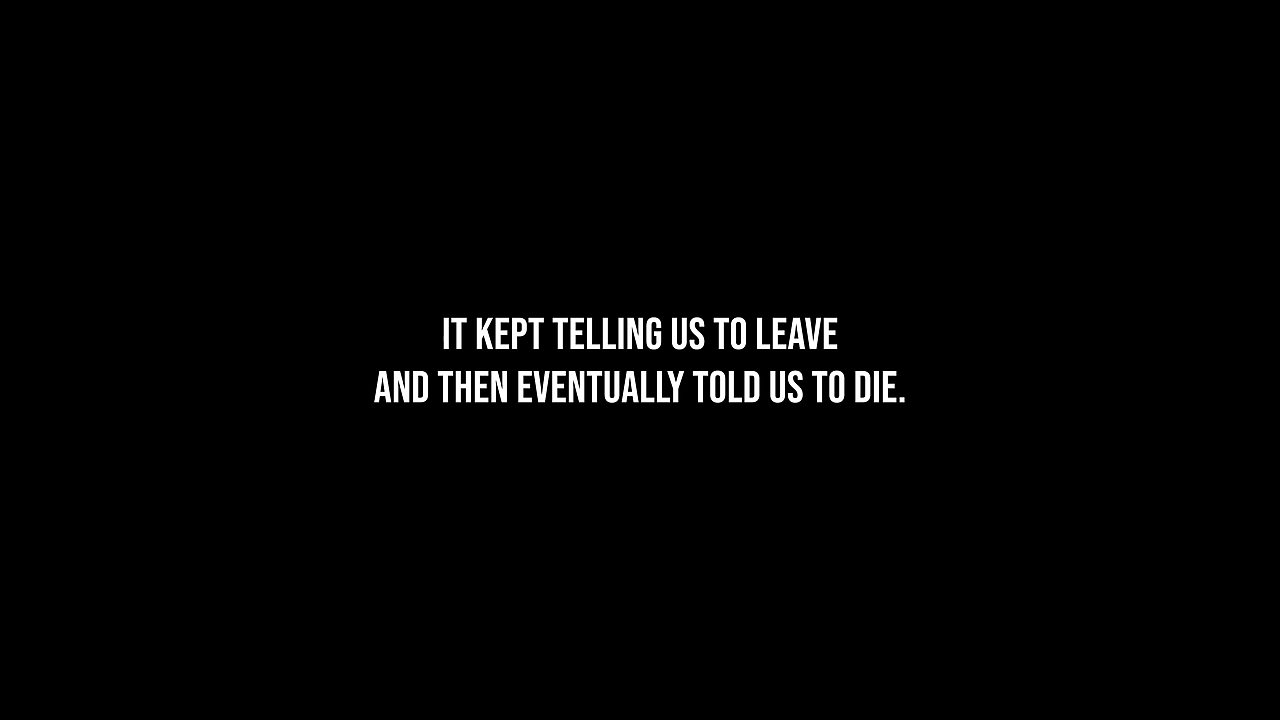 IT KEPT TELLING US TO LEAVE
AND THEN EVENTUALLY TOLD US TO DIE.